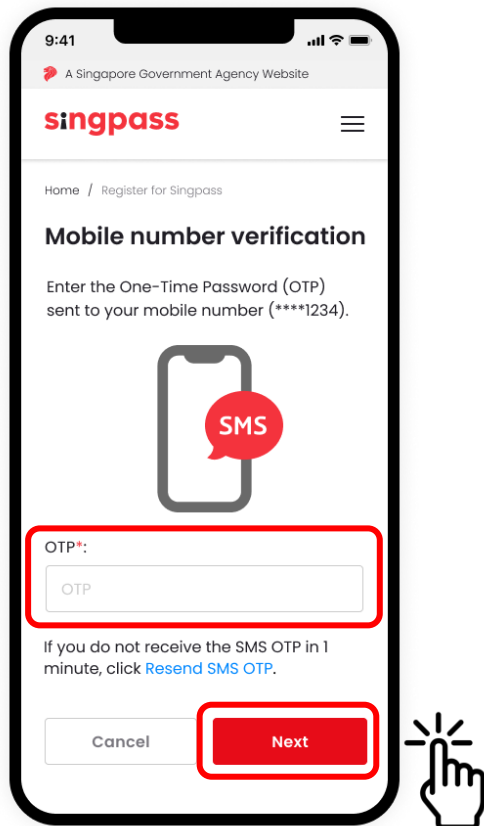 9:41
A Singapore Government Agency Website
singpass
Home / Register for Singpass
Mobile number verification
Enter the One-Time Password (OTP)
sent to your mobile number (****1234).
SMS
OTP*:
OTP
If you do not receive the SMS OTP in 1
minute, click Resend SMS OTP.
Cancel Next